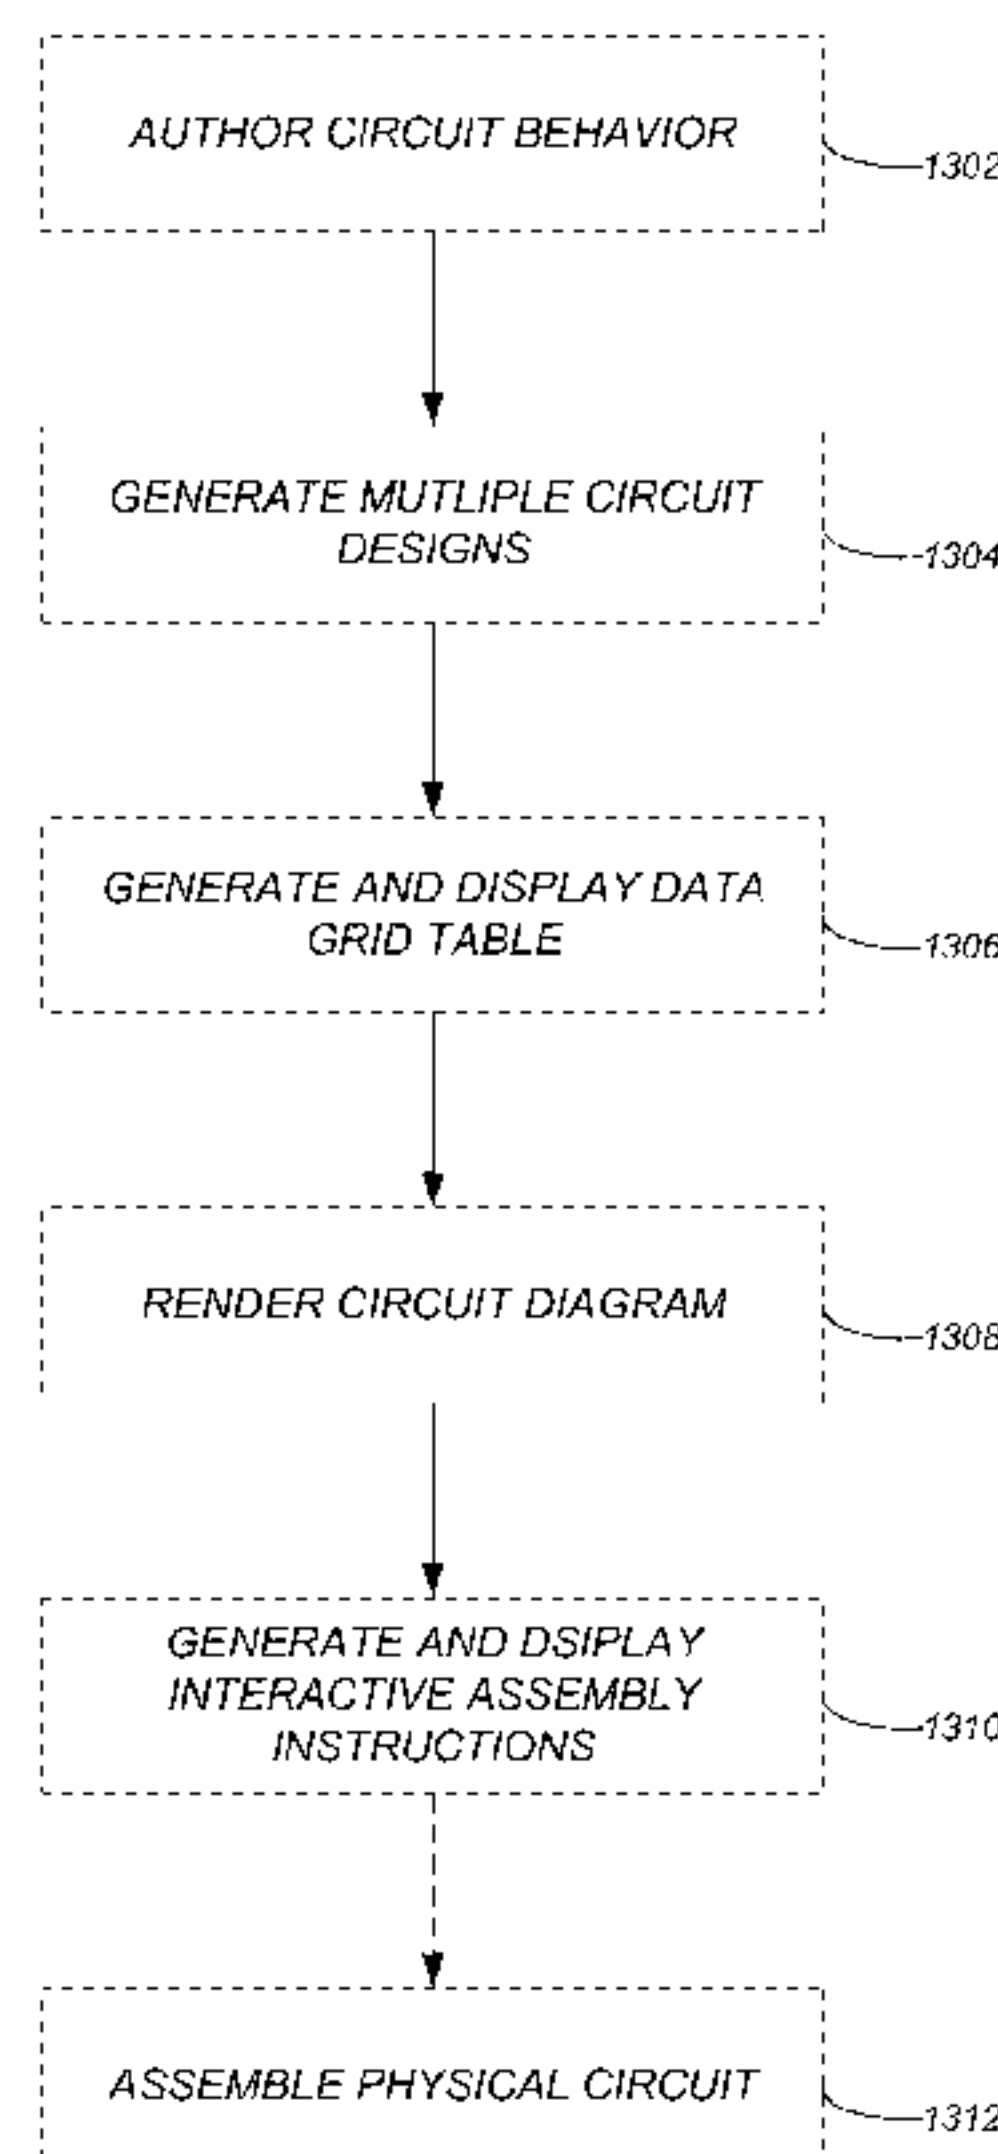 AUTHOR CIRCUIT BEHAVIOR
1302
GENERATE MUTLIPLE CIRCUIT
DESIGNS
1304
GENERATE AND DISPLAY DATA
GRID TABLE
1306
RENDER CIRCUIT DIAGRAM
1308
GENERATE AND DSIPLAY
INTERACTIVE ASSEMBLY
INSTRUCTIONS
1310
ASSEMBLE PHYSICAL CIRCUIT
1312